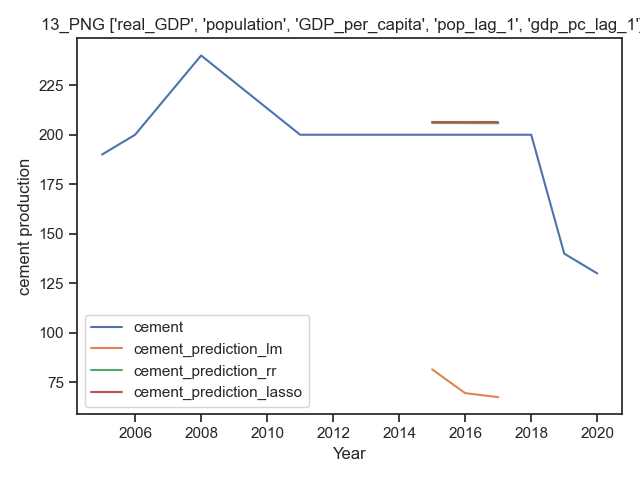 13_PNG ['real_GDP', 'population', 'GDP_per_capita', 'pop_lag_1', 'gdp_pc_lag_1']
cement production
225
200
175
150
125
100
75
cement
cement_prediction_lm
cement_prediction_rr
cement_prediction_lasso
2006 2008 2010 2012 2014 2016 2018 2020
Year